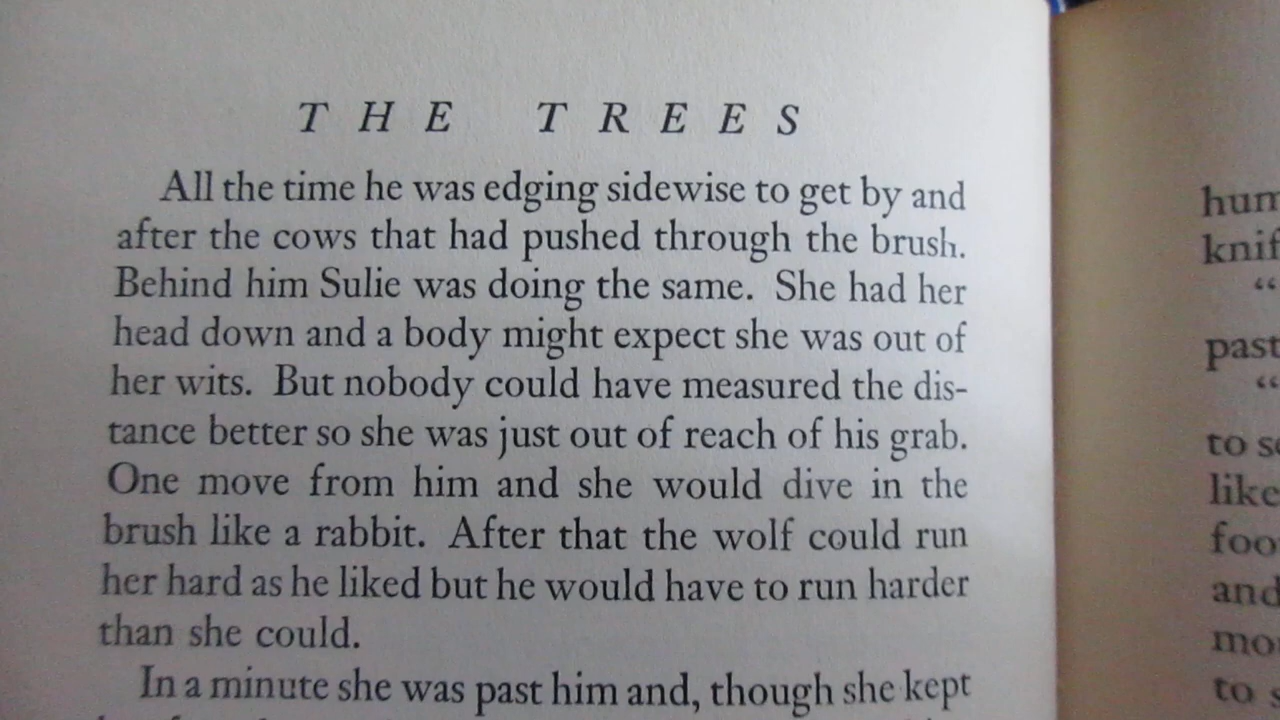 THE TREES
All the time he was edging sidewise to get by and
after the cows that had pushed through the brush.
Behind him Sulie was doing the same. She had her
head down and a body might expect she was out of
her wits. But nobody could have measured the dis-
tance better so she was just out of reach of his grab.
One move from him and she would dive in the
brush like a rabbit. After that the wolf could run
her hard as he liked but he would have to run harder
than she could.
In a minute she was past him and, though she kept
“
past
“
to
like
and
to